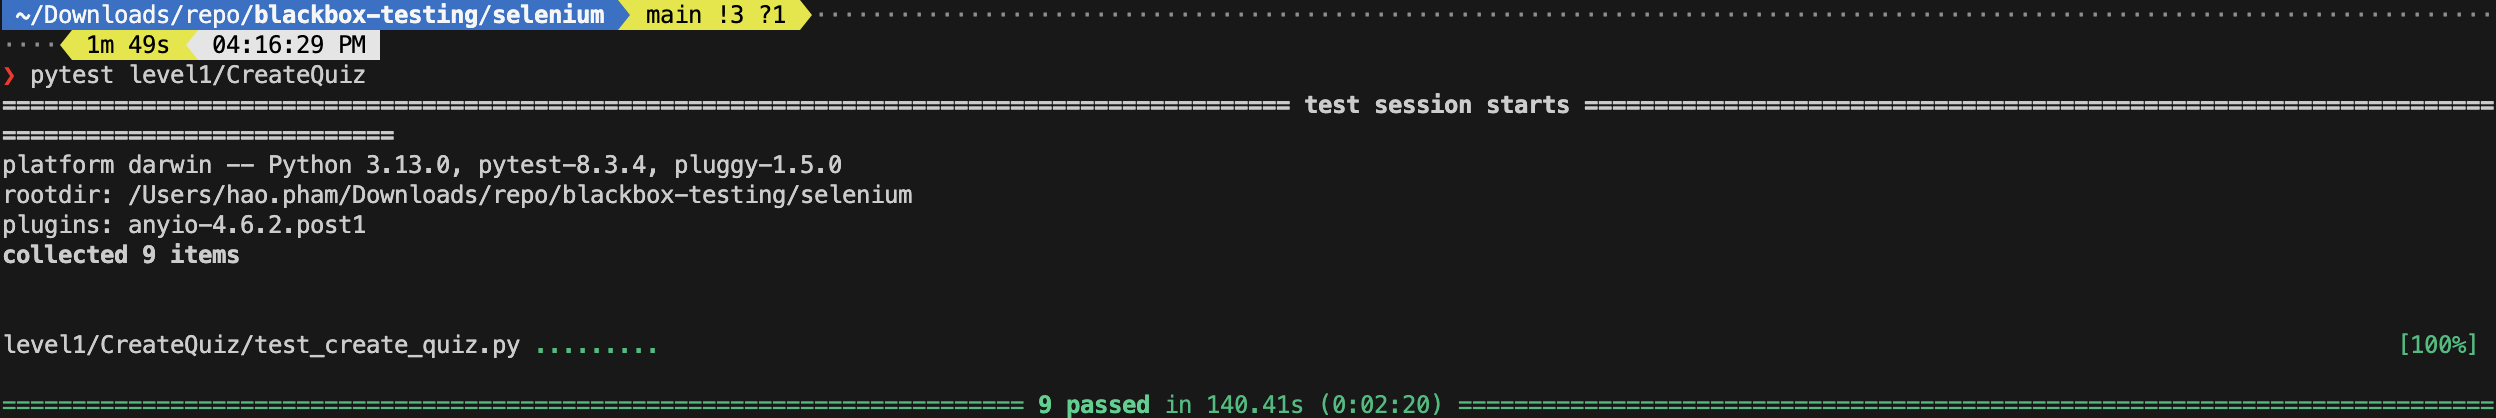 ~/Downloads/repo/blackbox-testing/selenium main !3 ?1
1m 49s 04:16:29 PM
❯ pytest level1/CreateQuiz
test session starts
platform darwin -- Python 3.13.0, pytest-8.3.4, pluggy-1.5.0
rootdir: /Users/hao.pham/Downloads/repo/blackbox-testing/selenium
plugins: anyio-4.6.2.post1
collected 9 items
level1/CreateQuiz/test_create_quiz.py ......... [100%]
9 passed in 140.41s (0:02:20)